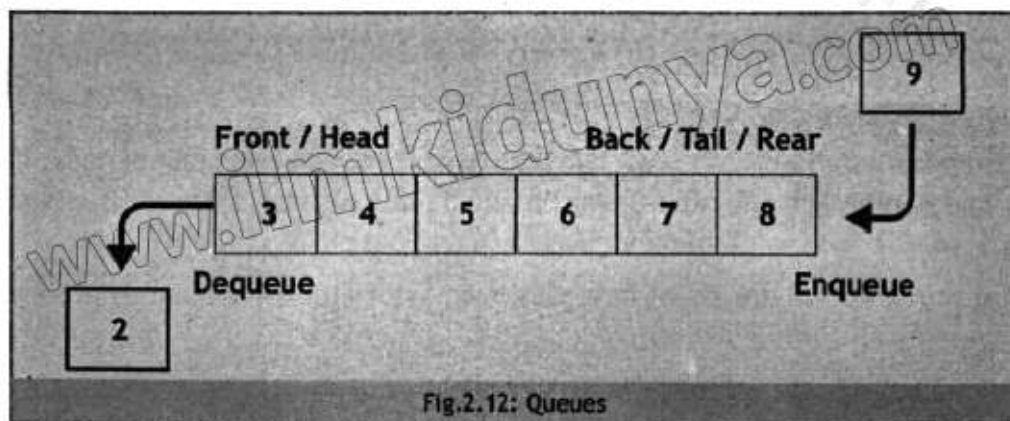 www.ilmkidunya.com
9
Front / Head Back / Tail / Rear
3 4 5 6 7 8
Dequeue Enqueue
2
Fig.2.12: Queues